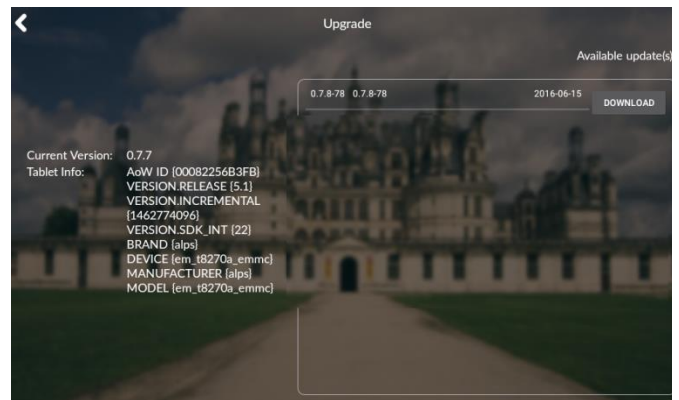 Upgrade
Available update(s)
0.7.8-78 0.7.8-78 2016-06-15 DOWNLOAD
Current Version: 0.7.7
Tablet Info: AoW ID {00082256B3FB}
VERSION.RELEASE {5.1}
VERSION.INCREMENTAL
{1462774096}
VERSION.SDK_INT {22}
BRAND {alps}
DEVICE {em_t8270a_emmc}
MANUFACTURER {alps}
MODEL {em_t8270a_emmc}